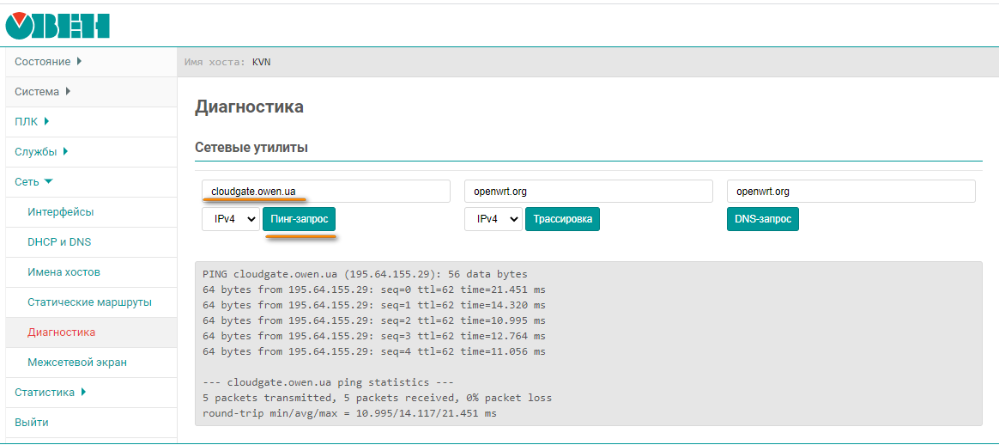 ОВЕН
Состояние
Имя хоста: KVN
Система
ПЛК
Службы
Сеть
Интерфейсы
DHCP и DNS
Имена хостов
Статические маршруты
Диагностика
Межсетевой экран
Статистика
Выйти
Диагностика
Сетевые утилиты
cloudgate.owen.ua openwrt.org openwrt.org
IPv4 Пинг-запрос IPv4 Трассировка DNS-запрос
PING cloudgate.owen.ua (195.64.155.29): 56 data bytes
64 bytes from 195.64.155.29: seq=0 ttl=62 time=21.451 ms
64 bytes from 195.64.155.29: seq=1 ttl=62 time=14.320 ms
64 bytes from 195.64.155.29: seq=2 ttl=62 time=10.995 ms
64 bytes from 195.64.155.29: seq=3 ttl=62 time=12.764 ms
64 bytes from 195.64.155.29: seq=4 ttl=62 time=11.056 ms
--- cloudgate.owen.ua ping statistics ---
5 packets transmitted, 5 packets received, 0% packet loss
round-trip min/avg/max = 10.995/14.117/21.451 ms